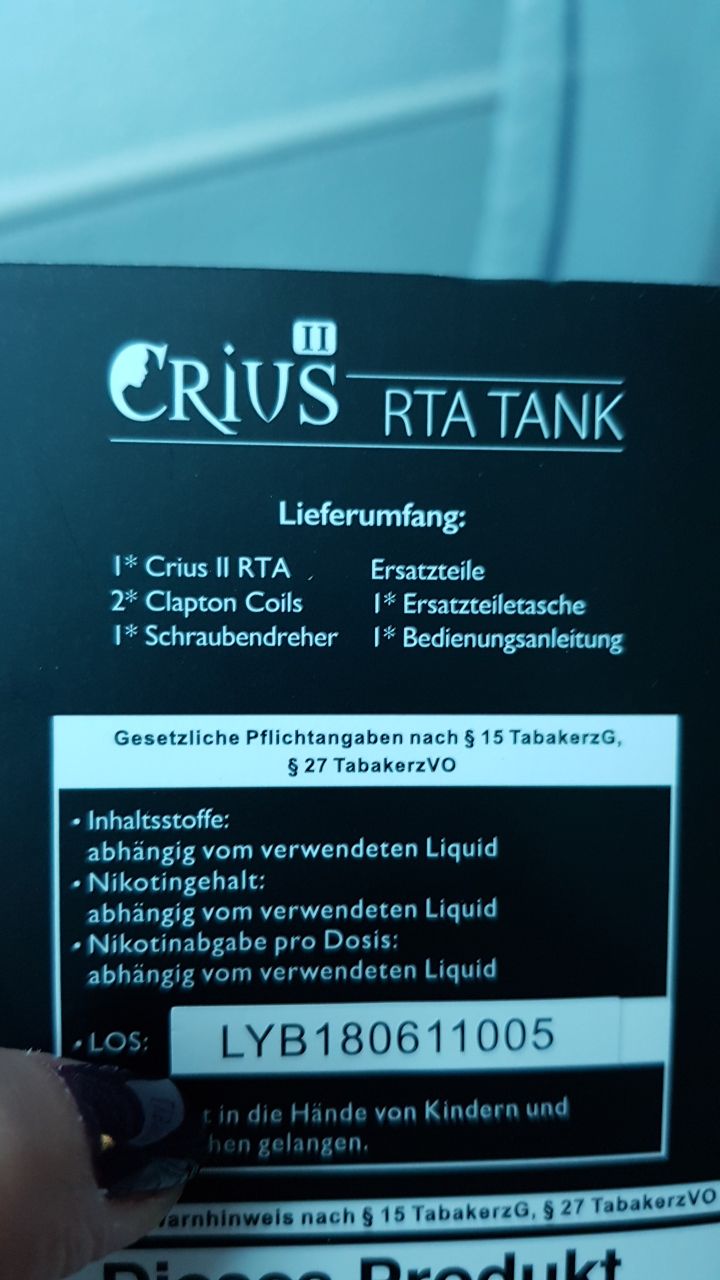 CRiUS II RTA TANK
Lieferumfang:
1* Crius II RTA
2* Clapton Coils
1* Schraubendreher
Ersatzteile
1* Ersatzteiletasche
1* Bedienungsanleitung
Gesetzliche Pflichtangaben nach § 15 TabakerzG,
§ 27 TabakerzVO
• Inhaltsstoffe:
abhängig vom verwendeten Liquid
• Nikotingehalt:
abhängig vom verwendeten Liquid
• Nikotinabgabe pro Dosis:
abhängig vom verwendeten Liquid
• LOS: LYB180611005
in die Hände von Kindern und
gelangen.
nach § 15 TabakerzG, § 27 TabakerzVO
Dieses Produkt